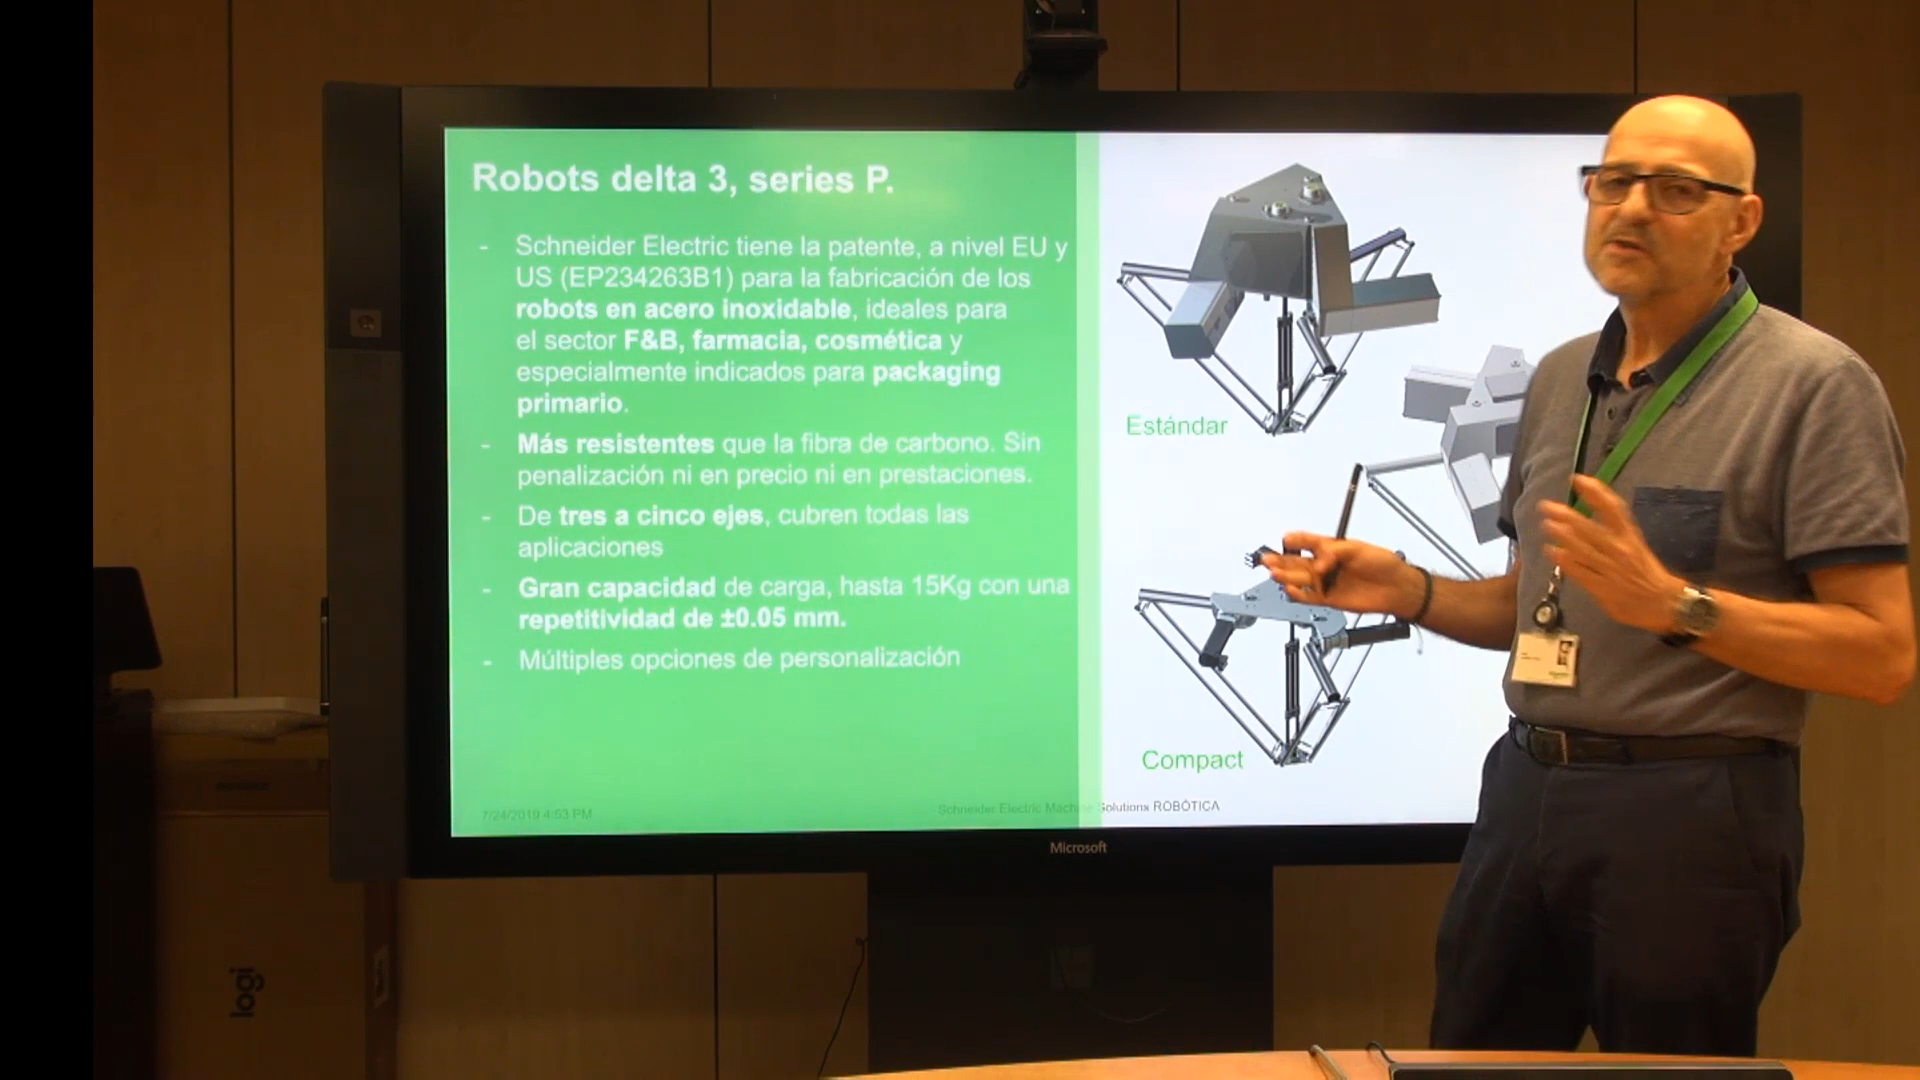 Robots delta 3, series P.
- Schneider Electric tiene la patente, a nivel EU y
US (EP234263B1) para la fabricación de los
robots en acero inoxidable, ideales para
el sector F&B, farmacia, cosmética y
especialmente indicados para packaging
primario.
- Más resistentes que la fibra de carbono. Sin
penalización ni en precio ni en prestaciones.
- De tres a cinco ejes, cubren todas las
aplicaciones
- Gran capacidad de carga, hasta 15Kg con una
repetitividad de ±0.05 mm.
- Múltiples opciones de personalización
Estándar
Compact
7/24/2019 4:53 PM
Schneider Electric Machine Solutions ROBÓTICA
Microsoft
logi